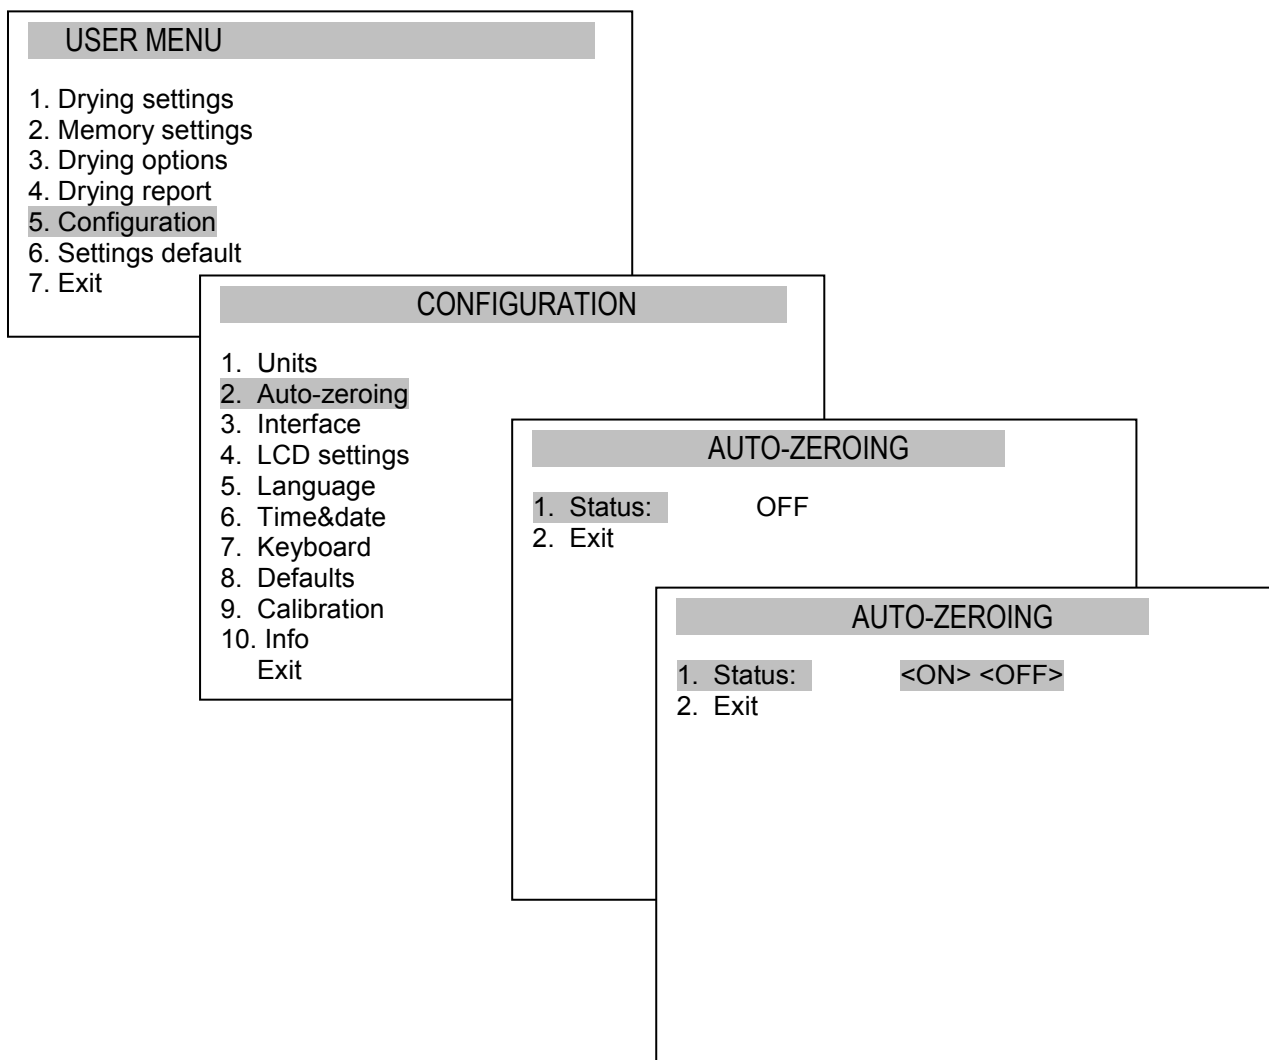 USER MENU
1. Drying settings
2. Memory settings
3. Drying options
4. Drying report
5. Configuration
6. Settings default
7. Exit
CONFIGURATION
1. Units
2. Auto-zeroing
3. Interface
4. LCD settings
5. Language
6. Time&date
7. Keyboard
8. Defaults
9. Calibration
10. Info
Exit
AUTO-ZEROING
1. Status: OFF
2. Exit
AUTO-ZEROING
1. Status: <ON> <OFF>
2. Exit